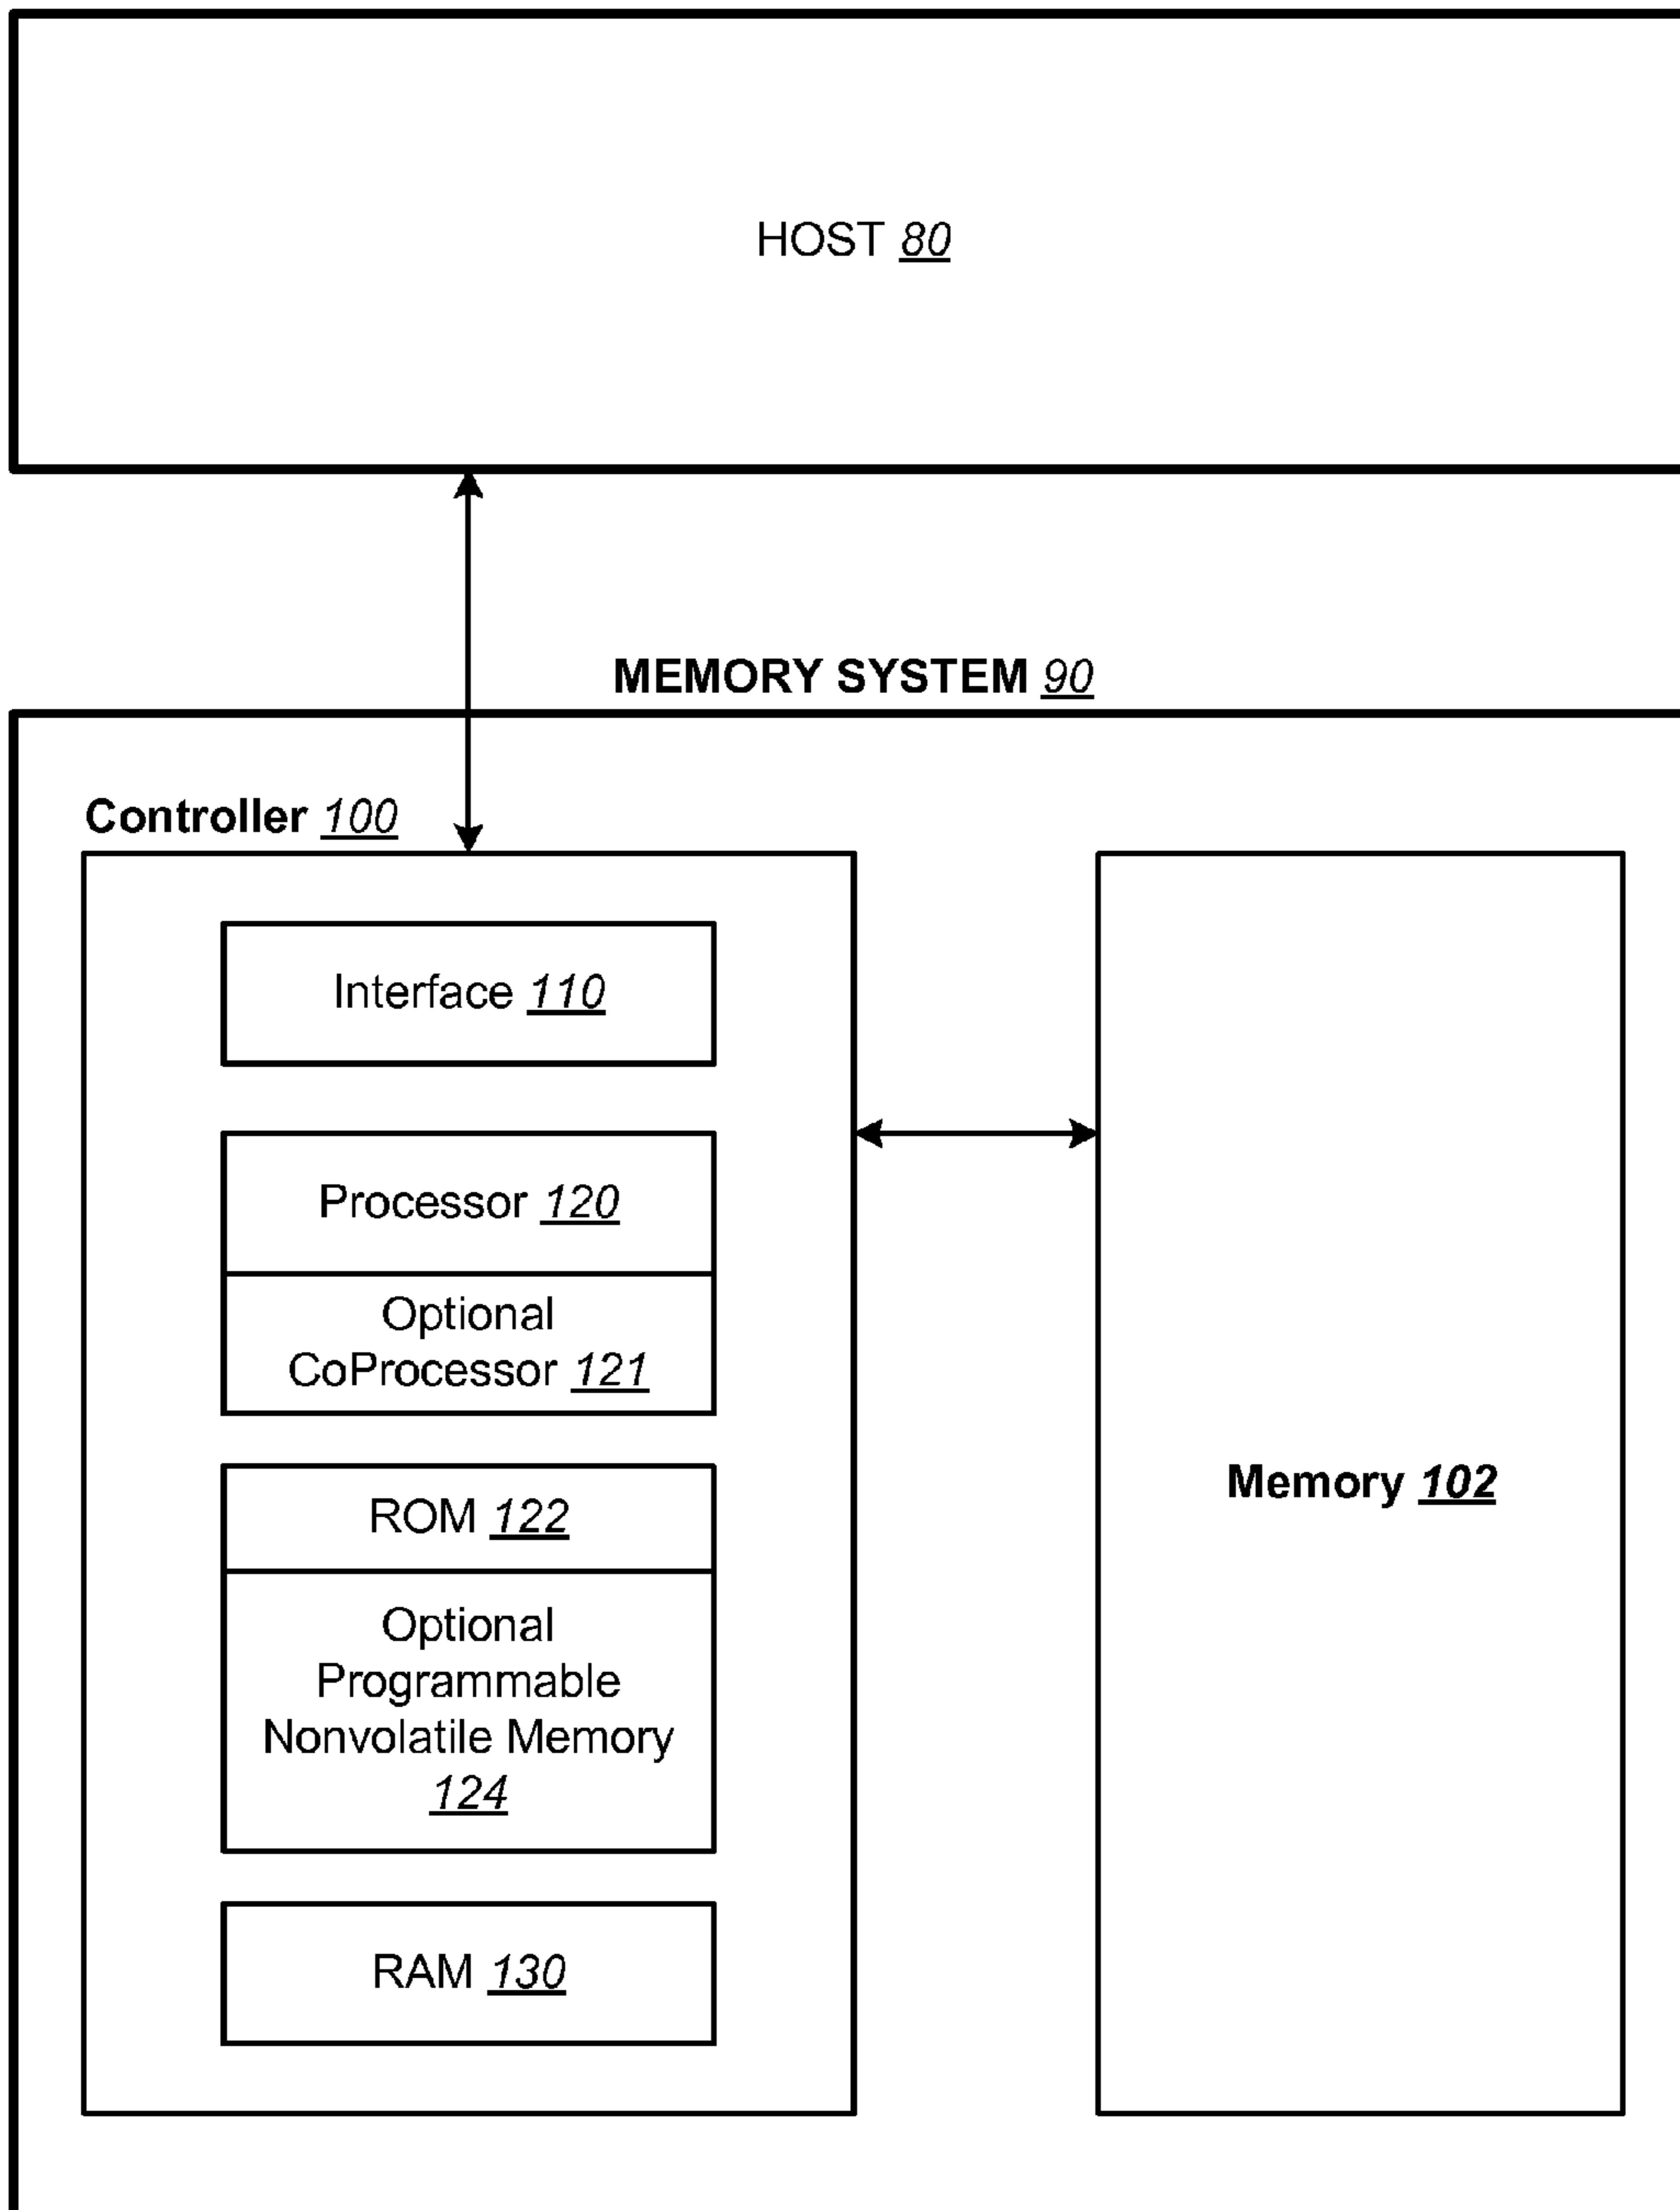 HOST 80
MEMORY SYSTEM 90
Controller 100
Interface 110
Processor 120
Optional
CoProcessor 121
ROM 122
Optional
Programmable
Nonvolatile Memory
124
RAM 130
Memory 102